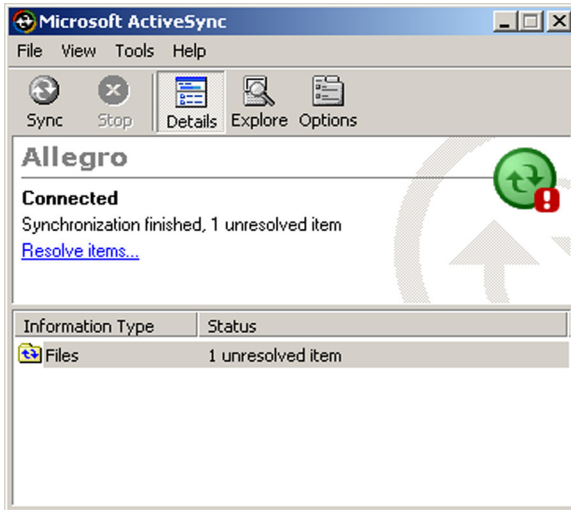 Microsoft ActiveSync
File View Tools Help
Sync Stop Details Explore Options
Allegro
Connected
Synchronization finished, 1 unresolved item
Resolve items...
Information Type Status
Files 1 unresolved item